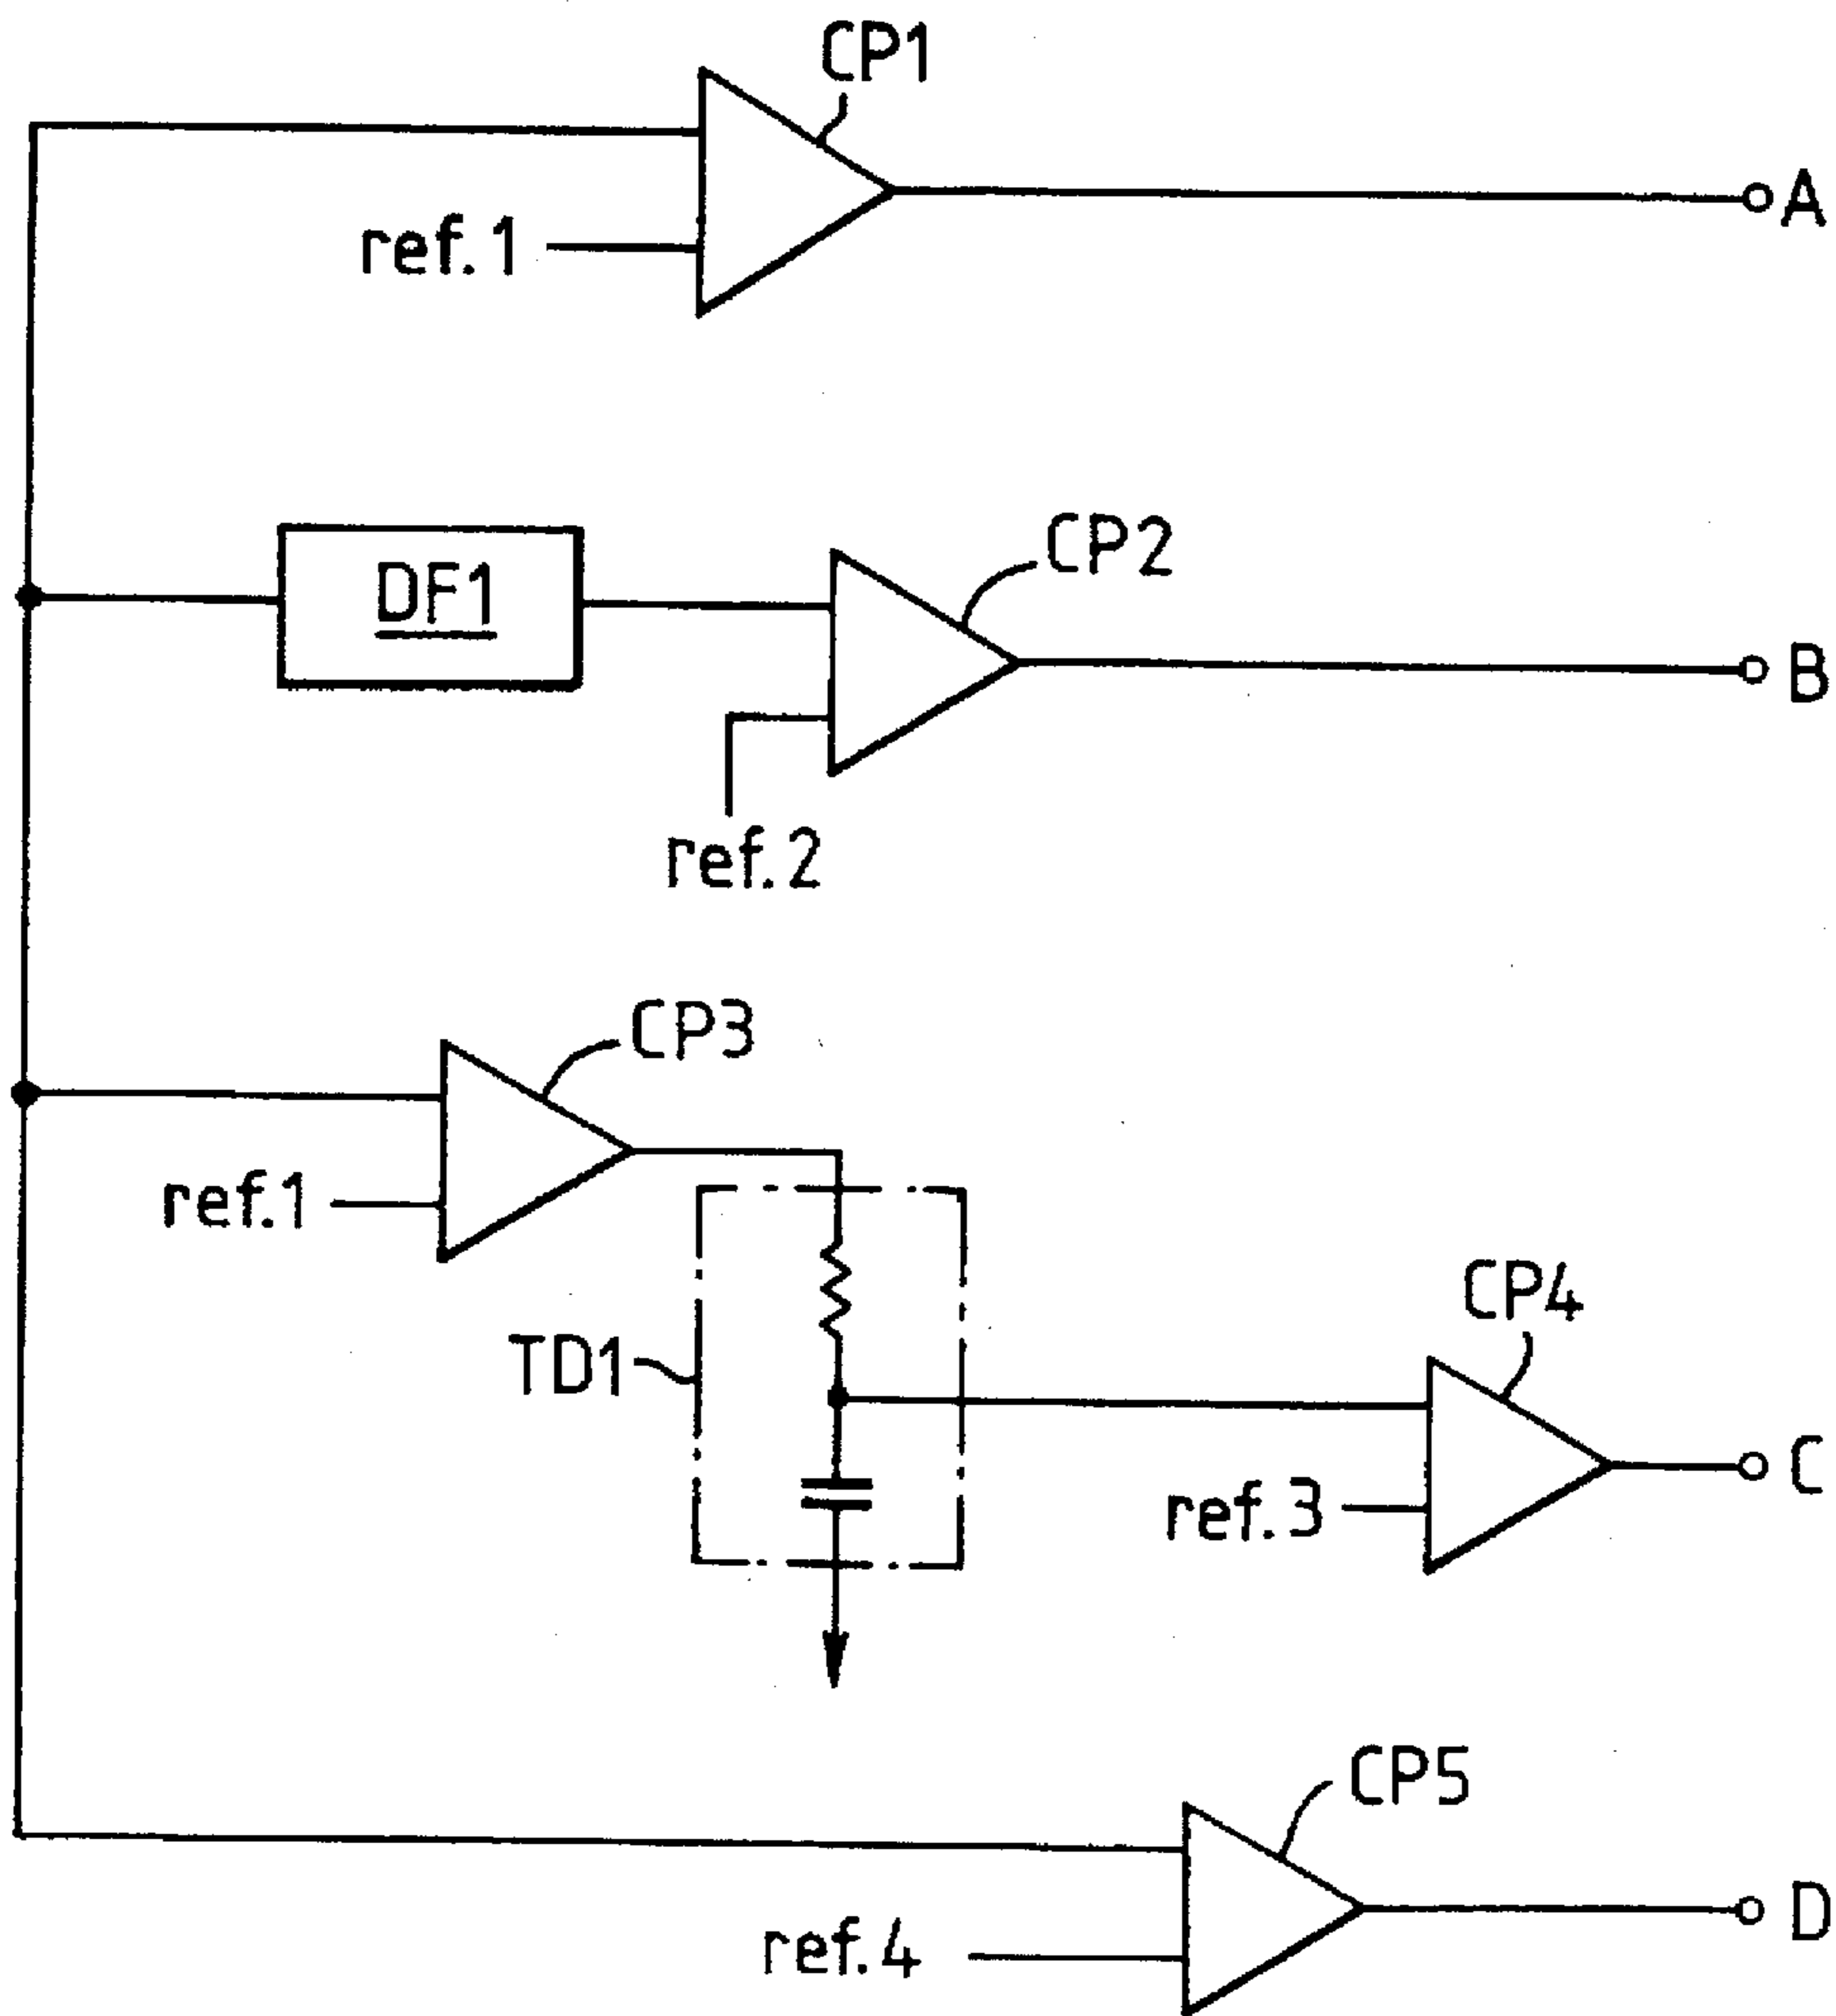 CP1
A
ref.1
DF1
CP2
B
ref.2
CP3
ref.1
CP4
TD1
C
ref.3
CP5
D
ref.4